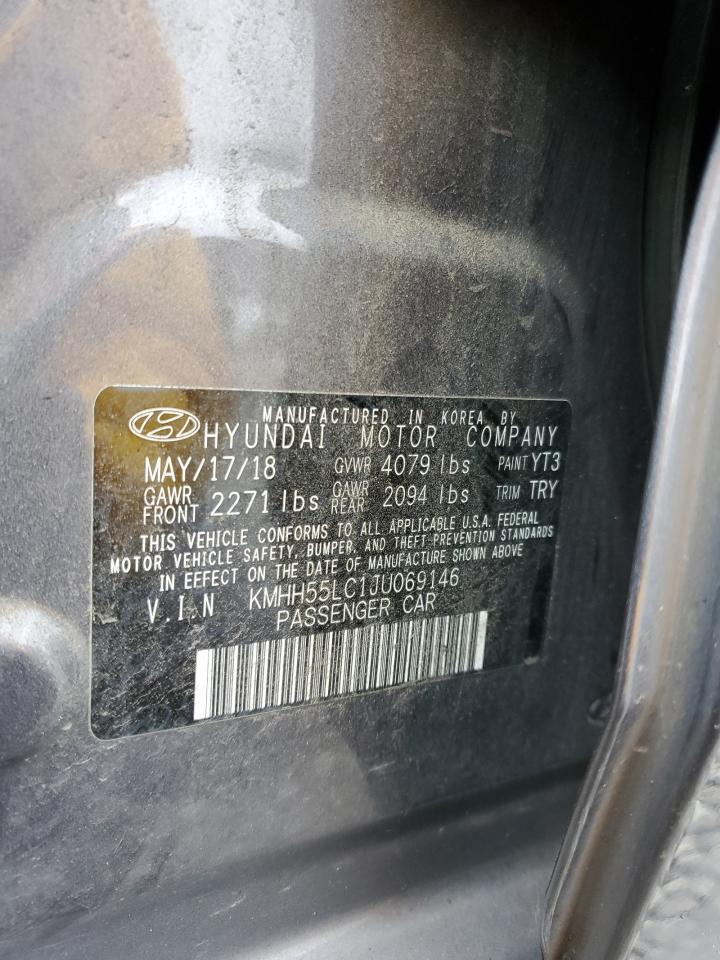 MANUFACTURED IN KOREA BY
HYUNDAI MOTOR COMPANY
MAY/17/18 GVWR 4079 lbs PAINT YT3
GAWR FRONT 2271 lbs GAWR REAR 2094 lbs TRIM TRY
THIS VEHICLE CONFORMS TO ALL APPLICABLE U.S.A. FEDERAL
MOTOR VEHICLE SAFETY, BUMPER, AND THEFT PREVENTION STANDARDS
IN EFFECT ON THE DATE OF MANUFACTURE SHOWN ABOVE
V.I.N KMHH55LC1JU069146
PASSENGER CAR